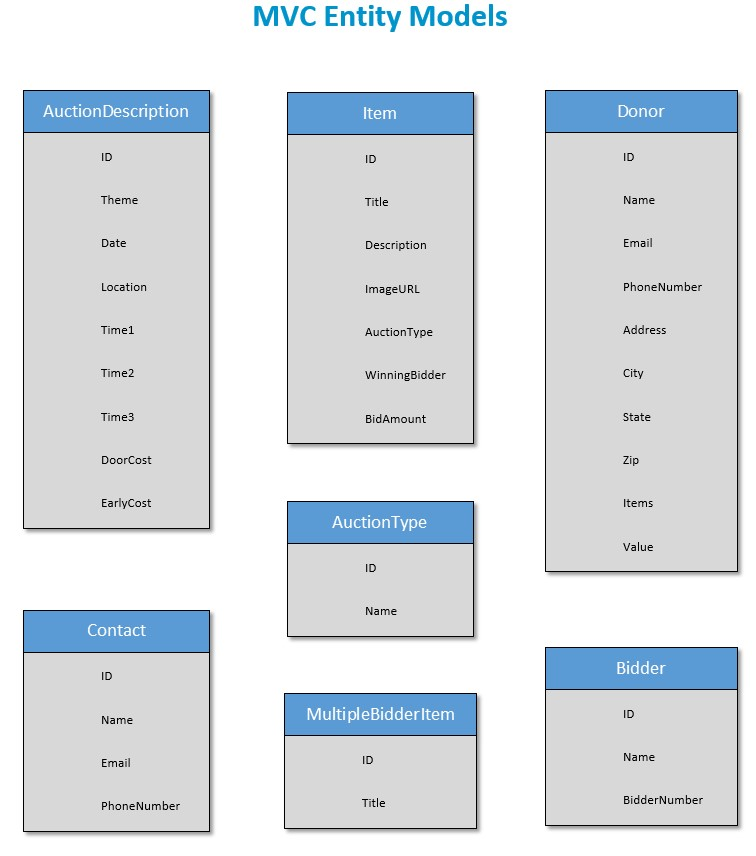 MVC Entity Models
AuctionDescription
ID
Theme
Date
Location
Time1
Time2
Time3
DoorCost
EarlyCost
Item
ID
Title
Description
ImageURL
AuctionType
WinningBidder
BidAmount
Donor
ID
Name
Email
PhoneNumber
Address
City
State
Zip
Items
Value
AuctionType
ID
Name
Contact
ID
Name
Email
PhoneNumber
MultipleBidderItem
ID
Title
Bidder
ID
Name
BidderNumber